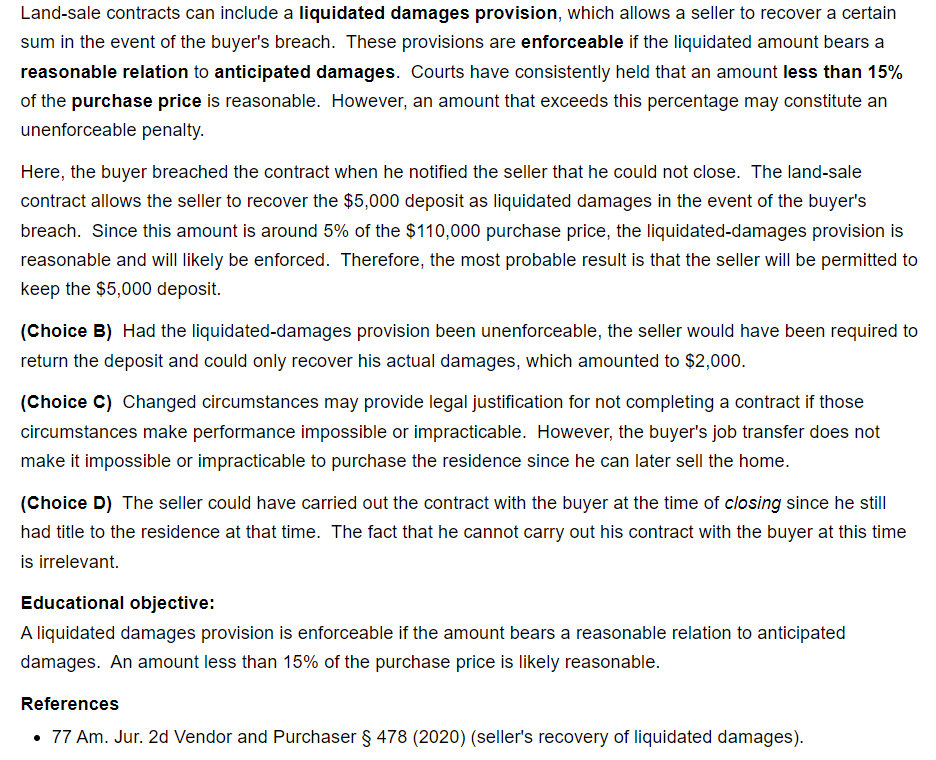 Land-sale contracts can include a liquidated damages provision, which allows a seller to recover a certain
sum in the event of the buyer's breach.  These provisions are enforceable if the liquidated amount bears a
reasonable relation to anticipated damages.  Courts have consistently held that an amount less than 15%
of the purchase price is reasonable.  However, an amount that exceeds this percentage may constitute an
unenforceable penalty.
Here, the buyer breached the contract when he notified the seller that he could not close.  The land-sale
contract allows the seller to recover the $5,000 deposit as liquidated damages in the event of the buyer's
breach.  Since this amount is around 5% of the $110,000 purchase price, the liquidated-damages provision is
reasonable and will likely be enforced.  Therefore, the most probable result is that the seller will be permitted to
keep the $5,000 deposit.
(Choice B)  Had the liquidated-damages provision been unenforceable, the seller would have been required to
return the deposit and could only recover his actual damages, which amounted to $2,000.
(Choice C)  Changed circumstances may provide legal justification for not completing a contract if those
circumstances make performance impossible or impracticable.  However, the buyer's job transfer does not
make it impossible or impracticable to purchase the residence since he can later sell the home.
(Choice D)  The seller could have carried out the contract with the buyer at the time of closing since he still
had title to the residence at that time.  The fact that he cannot carry out his contract with the buyer at this time
is irrelevant.
Educational objective:
A liquidated damages provision is enforceable if the amount bears a reasonable relation to anticipated
damages.  An amount less than 15% of the purchase price is likely reasonable.
References
• 77 Am. Jur. 2d Vendor and Purchaser § 478 (2020) (seller's recovery of liquidated damages).